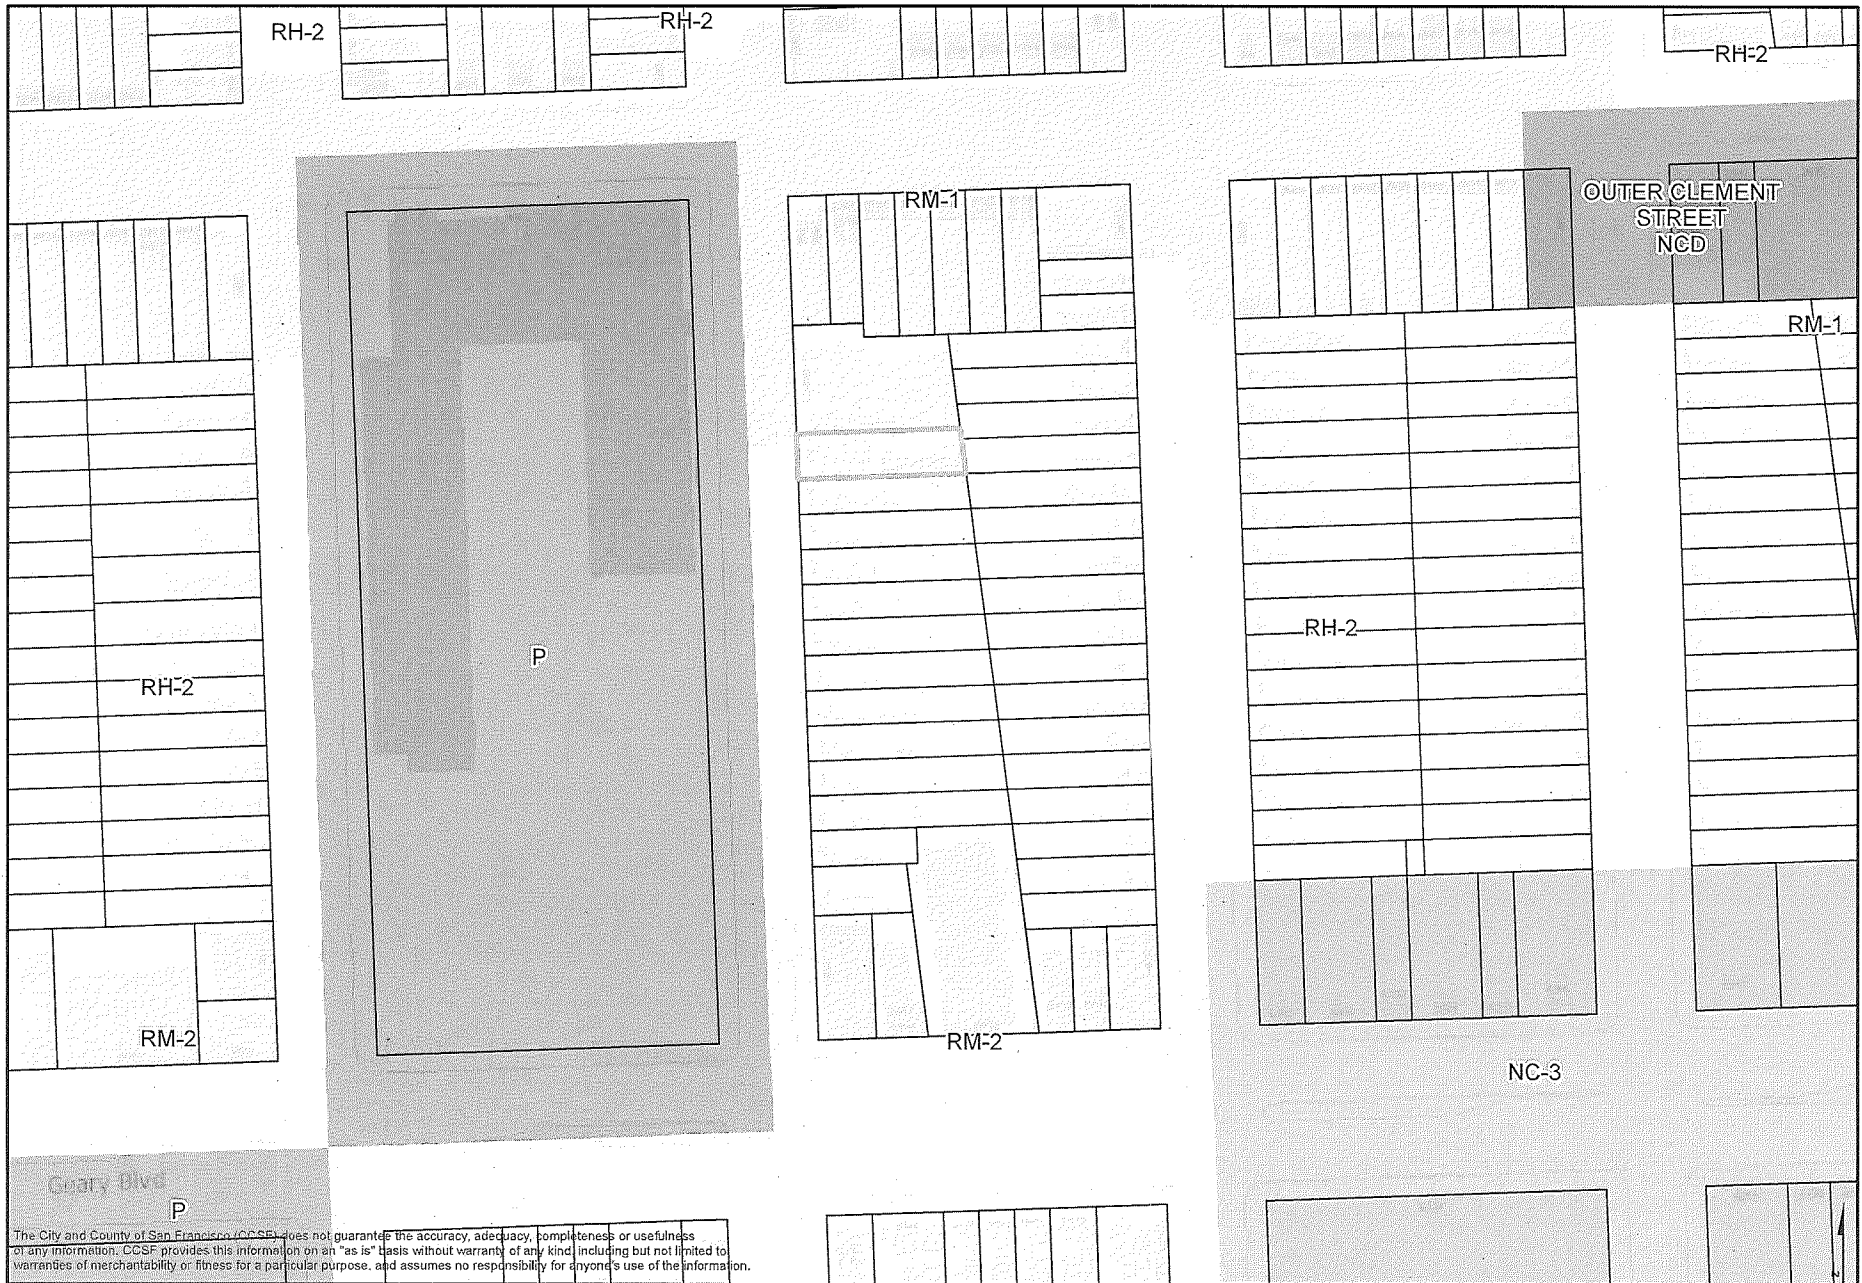 RH-2
RH-2
RH-2
RM-1
OUTER CLEMENT
STREET
NCD
RM-1
RH-2
P
RH-2
RM-2
RM-2
NC-3
Geary Blvd
P
The City and County of San Francisco (CCSF) does not guarantee the accuracy, adequacy, completeness or usefulness
of any information. CCSF provides this information on an "as is" basis without warranty of any kind, including but not limited to
warranties of merchantability or fitness for a particular purpose, and assumes no responsibility for anyone's use of the information.